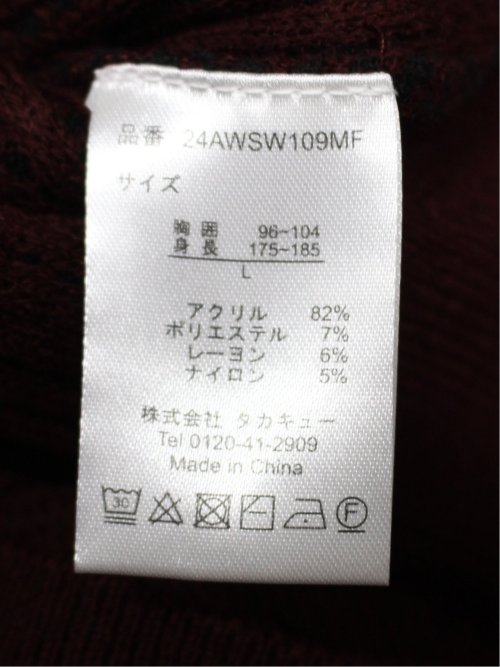 品番 24AWSW109MF
サイズ
胸囲 96~104
身長 175~185
L
アクリル 82%
ポリエステル 7%
レーヨン 6%
ナイロン 5%
株式会社 タカキュー
Tel 0120-41-2909
Made in China
30 F